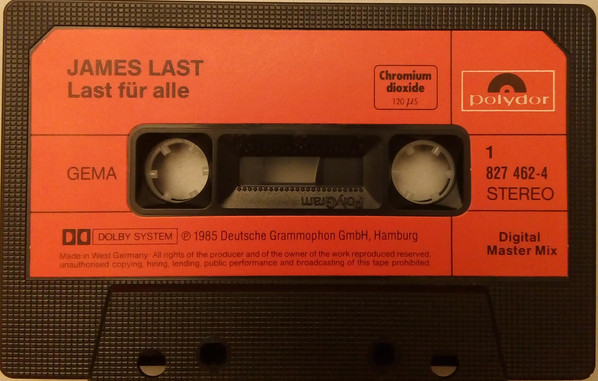 JAMES LAST
Last für alle
Chromium
dioxide
120 µS
polydor
GEMA
PolyGram
1
827 462-4
STEREO
DOLBY SYSTEM
℗ 1985 Deutsche Grammophon GmbH, Hamburg
Made in West Germany· All rights of the producer and of the owner of the work reproduced reserved,
unauthorised copying, hiring, lending, public performance and broadcasting of this tape prohibited.
Digital
Master Mix